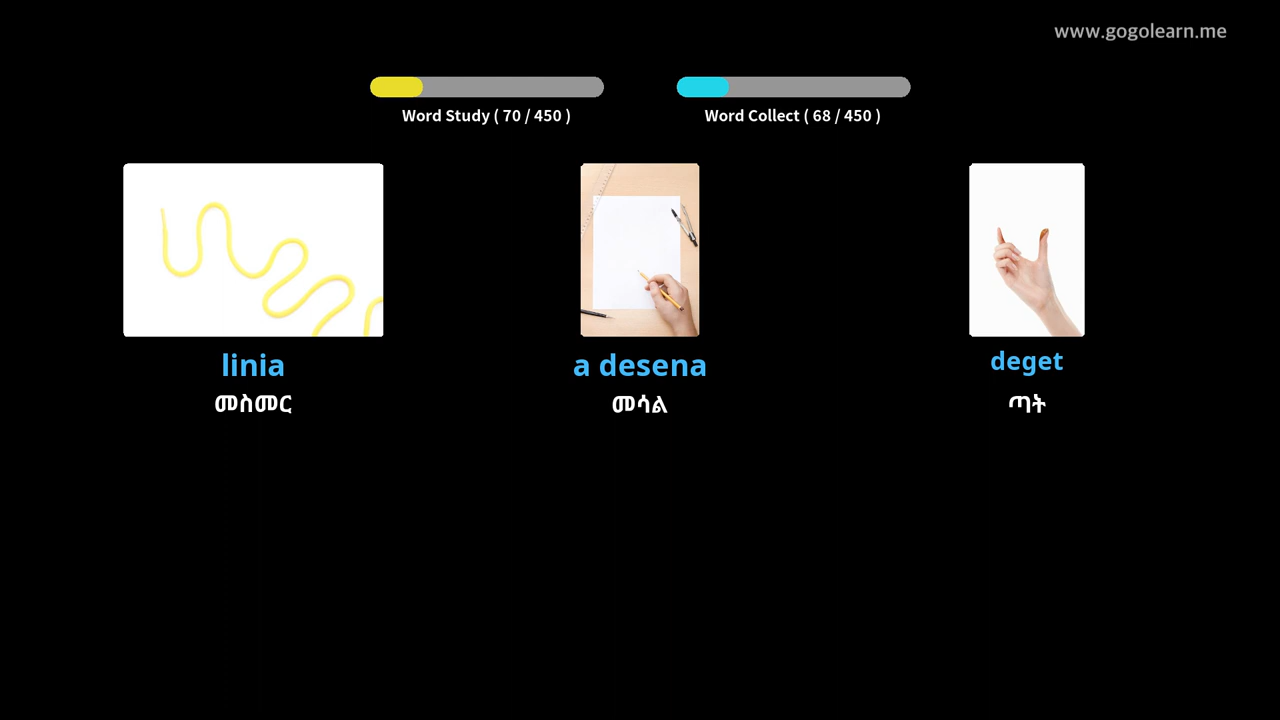 www.gogolearn.me
Word Study ( 70 / 450 )
Word Collect ( 68 / 450 )
linia
መስመር
a desena
መሳል
deget
ጣት